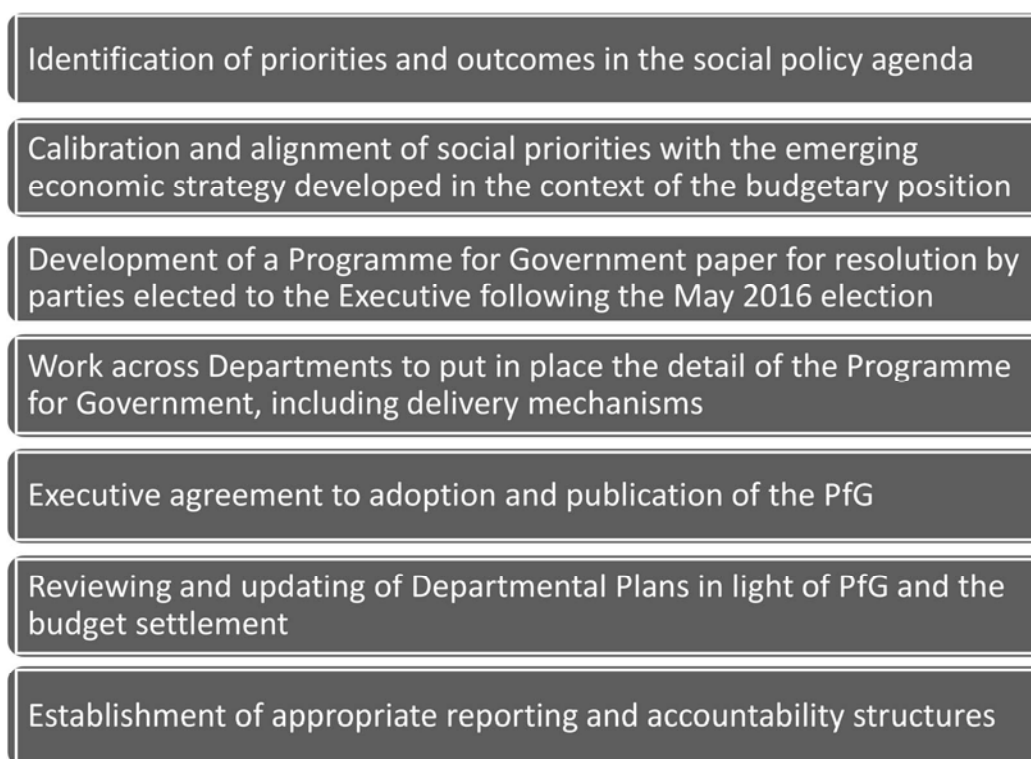 Identification of priorities and outcomes in the social policy agenda
Calibration and alignment of social priorities with the emerging
economic strategy developed in the context of the budgetary position
Development of a Programme for Government paper for resolution by
parties elected to the Executive following the May 2016 election
Work across Departments to put in place the detail of the Programme
for Government, including delivery mechanisms
Executive agreement to adoption and publication of the PfG
Reviewing and updating of Departmental Plans in light of PfG and the
budget settlement
Establishment of appropriate reporting and accountability structures